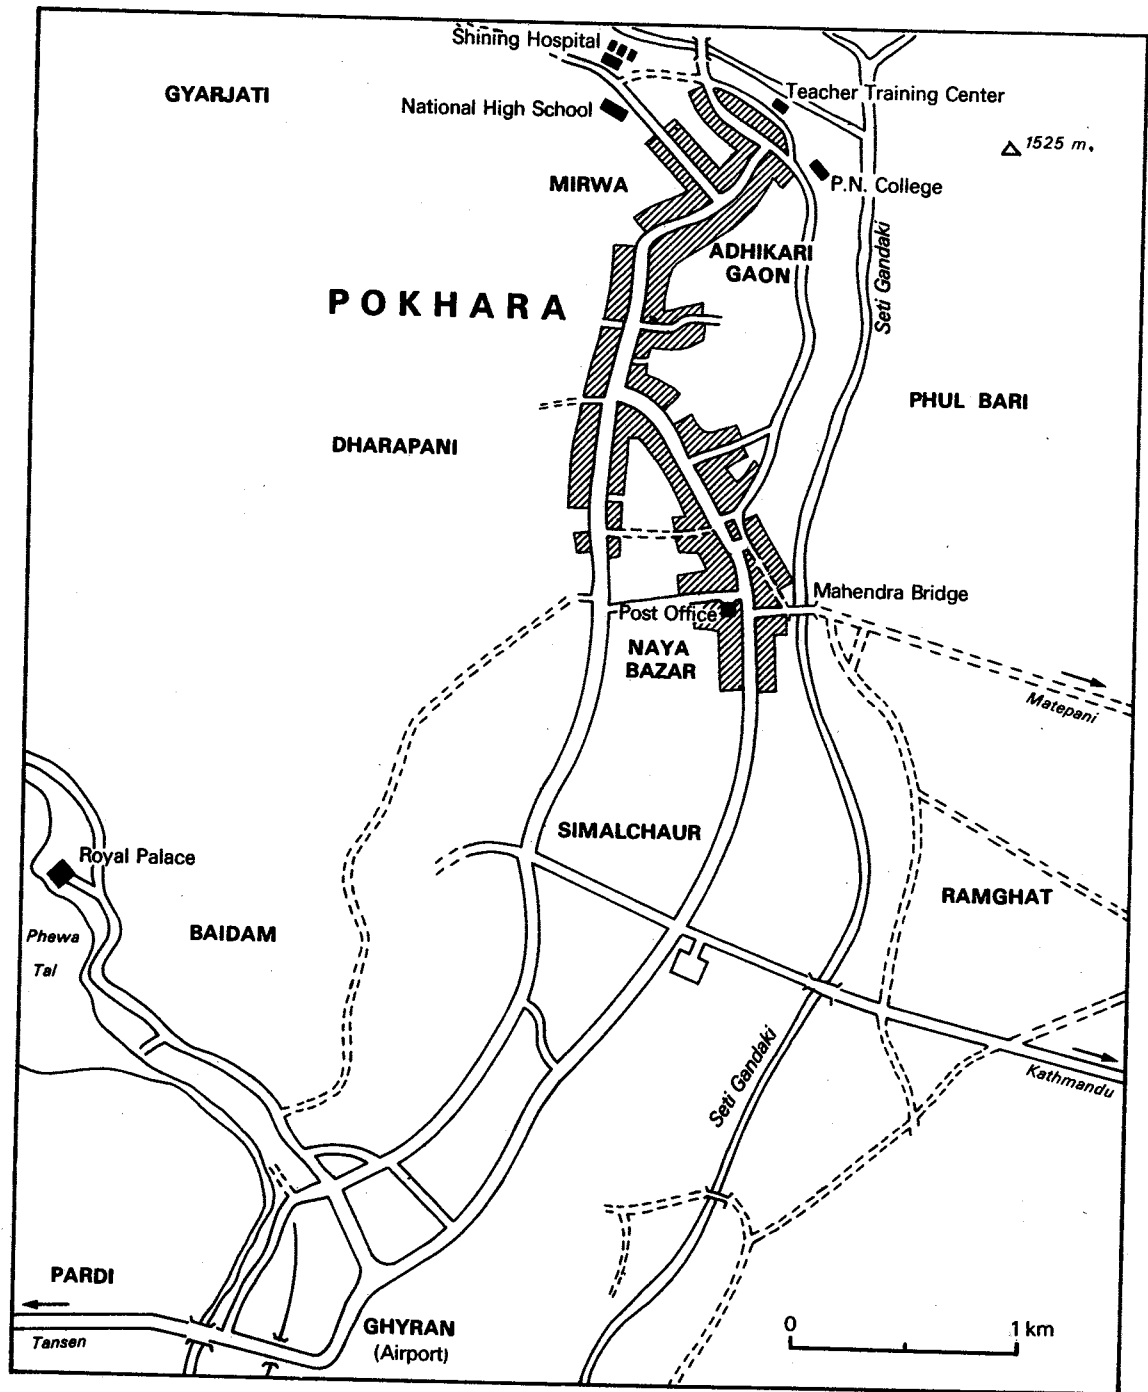 Shining Hospital
GYARJATI
National High School
Teacher Training Center
1525 m.
MIRWA
P.N. College
ADHIKARI
GAON
Seti Gandaki
POKHARA
PHUL BARI
DHARAPANI
Mahendra Bridge
Post Office
NAYA
BAZAR
Matepani
SIMALCHAUR
Royal Palace
RAMGHAT
BAIDAM
Phewa
Tal
Seti Gandaki
Kathmandu
PARDI
GHYRAN
(Airport)
Tansen
0
1 km